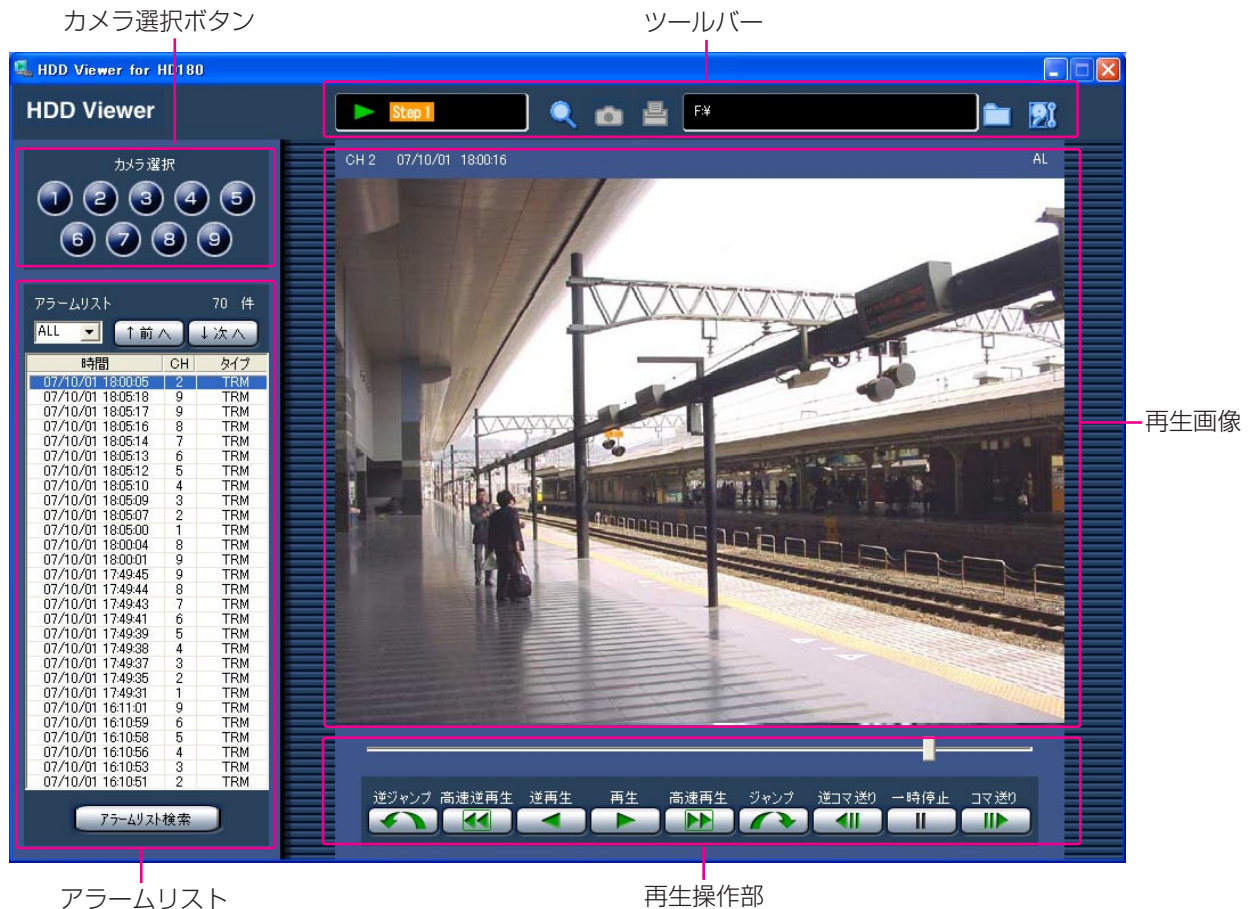 カメラ選択ボタン
ツールバー
HDD Viewer for HD180
HDD Viewer
Step 1
F:¥
カメラ選択
1 2 3 4 5
6 7 8 9
CH 2 07/10/01 18:00:16 AL
再生画像
アラームリスト 70 件
ALL ↑前へ ↓次へ
時間 CH タイプ
07/10/01 18:00:05 2 TRM
07/10/01 18:05:18 9 TRM
07/10/01 18:05:17 9 TRM
07/10/01 18:05:16 8 TRM
07/10/01 18:05:14 7 TRM
07/10/01 18:05:13 6 TRM
07/10/01 18:05:12 5 TRM
07/10/01 18:05:10 4 TRM
07/10/01 18:05:09 3 TRM
07/10/01 18:05:07 2 TRM
07/10/01 18:05:00 1 TRM
07/10/01 18:00:04 8 TRM
07/10/01 18:00:01 9 TRM
07/10/01 17:49:45 9 TRM
07/10/01 17:49:44 8 TRM
07/10/01 17:49:43 7 TRM
07/10/01 17:49:41 6 TRM
07/10/01 17:49:39 5 TRM
07/10/01 17:49:38 4 TRM
07/10/01 17:49:37 3 TRM
07/10/01 17:49:35 2 TRM
07/10/01 17:49:31 1 TRM
07/10/01 16:11:01 9 TRM
07/10/01 16:10:59 6 TRM
07/10/01 16:10:58 5 TRM
07/10/01 16:10:56 4 TRM
07/10/01 16:10:53 3 TRM
07/10/01 16:10:51 2 TRM
アラームリスト検索
逆ジャンプ 高速逆再生 逆再生 再生 高速再生 ジャンプ 逆コマ送り 一時停止 コマ送り
アラームリスト
再生操作部